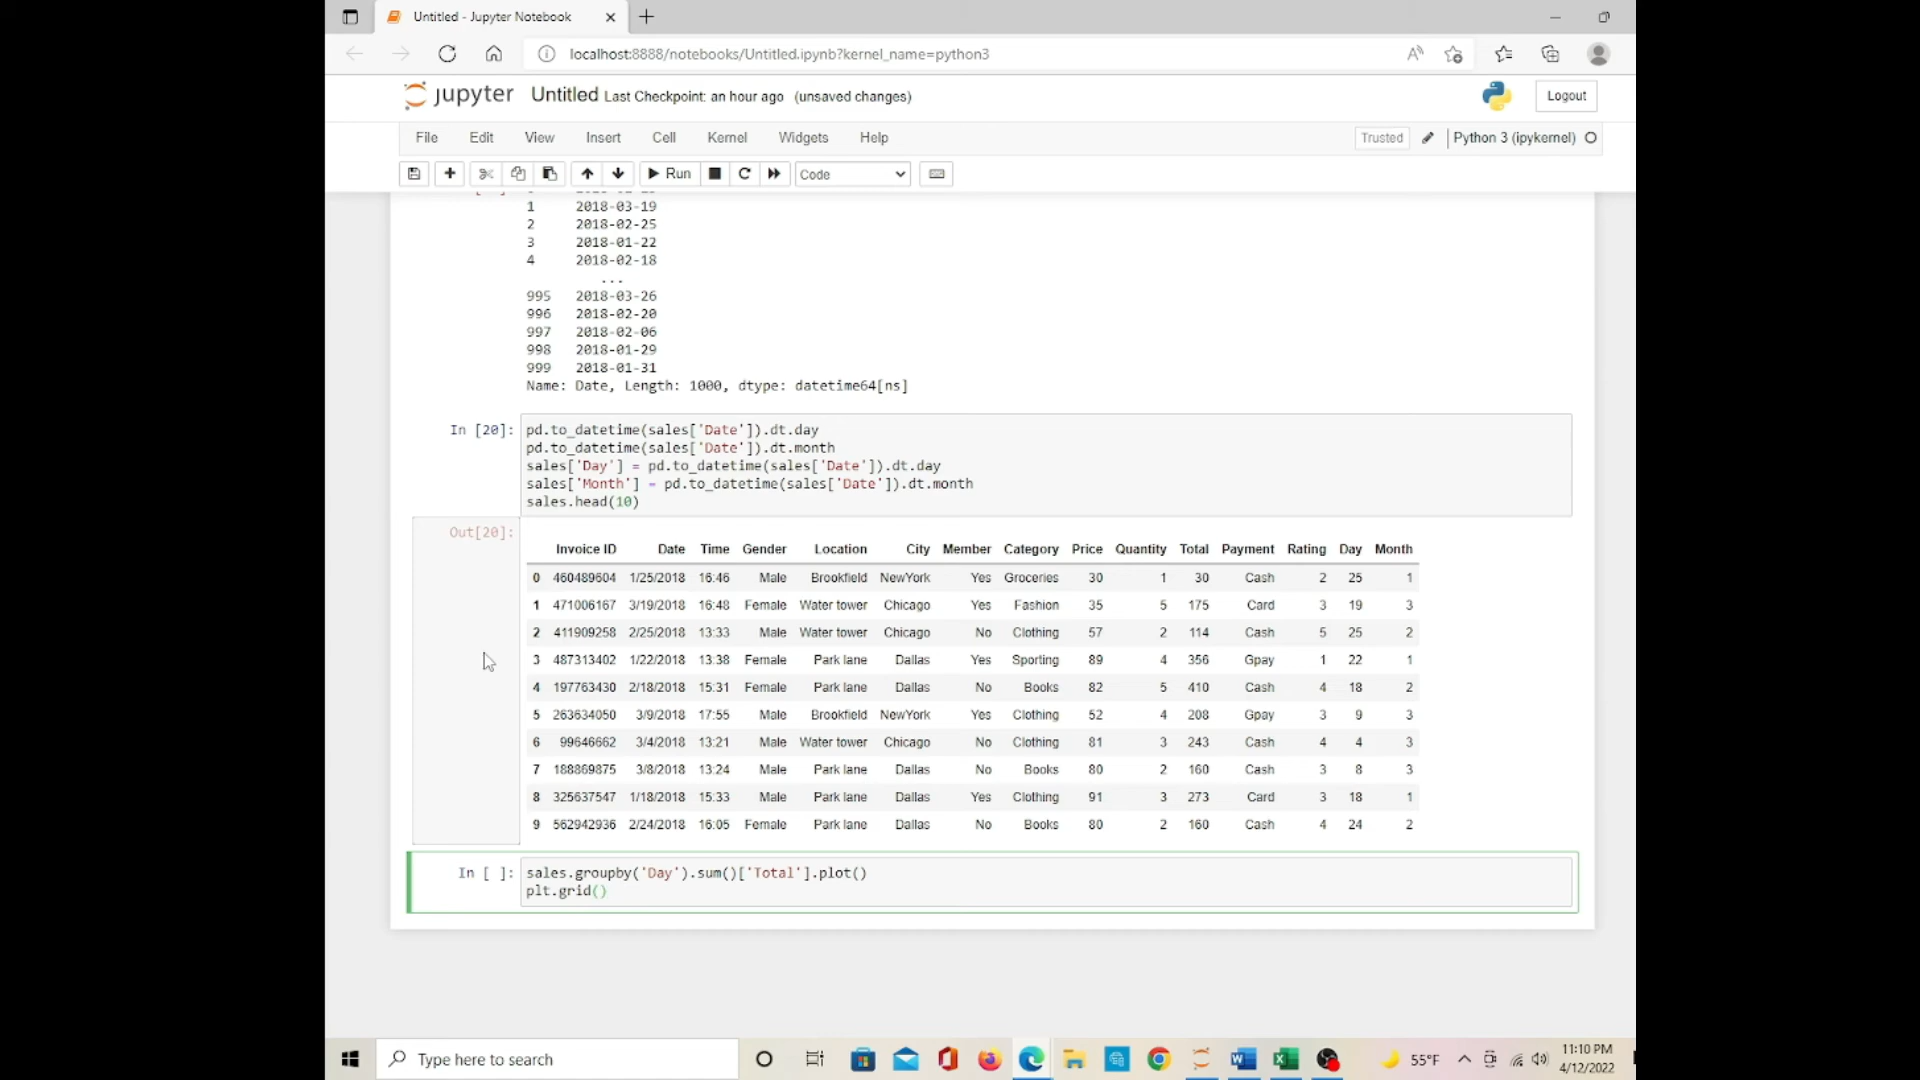 Untitled - Jupyter Notebook
localhost:8888/notebooks/Untitled.ipynb?kernel_name=python3
jupyter Untitled Last Checkpoint: an hour ago (unsaved changes)
Logout
File Edit View Insert Cell Kernel Widgets Help
Trusted Python 3 (ipykernel)
Run Code
1 2018-03-19
2 2018-02-25
3 2018-01-22
4 2018-02-18
...
995 2018-03-26
996 2018-02-20
997 2018-02-06
998 2018-01-29
999 2018-01-31
Name: Date, Length: 1000, dtype: datetime64[ns]
In [20]: pd.to_datetime(sales['Date']).dt.day
pd.to_datetime(sales['Date']).dt.month
sales['Day'] = pd.to_datetime(sales['Date']).dt.day
sales['Month'] = pd.to_datetime(sales['Date']).dt.month
sales.head(10)
Out[20]:
Invoice ID Date Time Gender Location City Member Category Price Quantity Total Payment Rating Day Month
0 460489604 1/25/2018 16:46 Male Brookfield NewYork Yes Groceries 30 1 30 Cash 2 25 1
1 471006167 3/19/2018 16:48 Female Water tower Chicago Yes Fashion 35 5 175 Card 3 19 3
2 411909258 2/25/2018 13:33 Male Water tower Chicago No Clothing 57 2 114 Cash 5 25 2
3 487313402 1/22/2018 13:38 Female Park lane Dallas Yes Sporting 89 4 356 Gpay 1 22 1
4 197763430 2/18/2018 15:31 Female Park lane Dallas No Books 82 5 410 Cash 4 18 2
5 263634050 3/9/2018 17:55 Male Brookfield NewYork Yes Clothing 52 4 208 Gpay 3 9 3
6 99646662 3/4/2018 13:21 Male Water tower Chicago No Clothing 81 3 243 Cash 4 4 3
7 188869875 3/8/2018 13:24 Male Park lane Dallas No Books 80 2 160 Cash 3 8 3
8 325637547 1/18/2018 15:33 Male Park lane Dallas Yes Clothing 91 3 273 Card 3 18 1
9 562942936 2/24/2018 16:05 Female Park lane Dallas No Books 80 2 160 Cash 4 24 2
In [ ]: sales.groupby('Day').sum()['Total'].plot()
plt.grid()
Type here to search
55°F
11:10 PM
4/12/2022